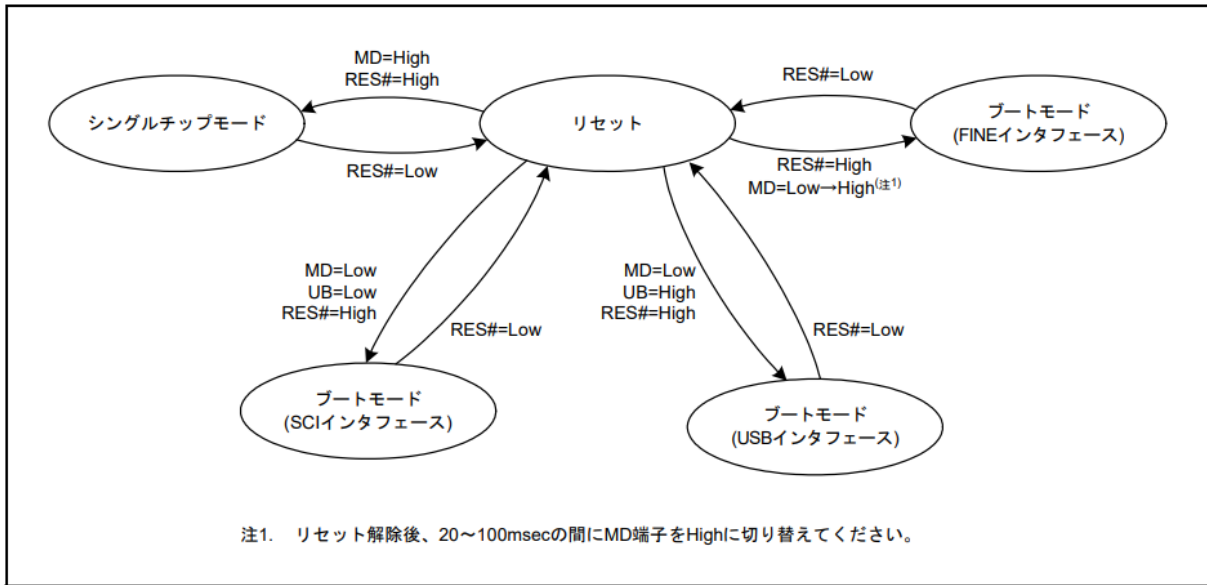 MD=High
RES#=High
RES#=Low
シングルチップモード
リセット
ブートモード
(FINEインタフェース)
RES#=Low
RES#=High
MD=Low→High(注1)
MD=Low
UB=Low
RES#=High
MD=Low
UB=High
RES#=High
RES#=Low
RES#=Low
ブートモード
(SCIインタフェース)
ブートモード
(USBインタフェース)
注1. リセット解除後、20～100msecの間にMD端子をHighに切り替えてください。